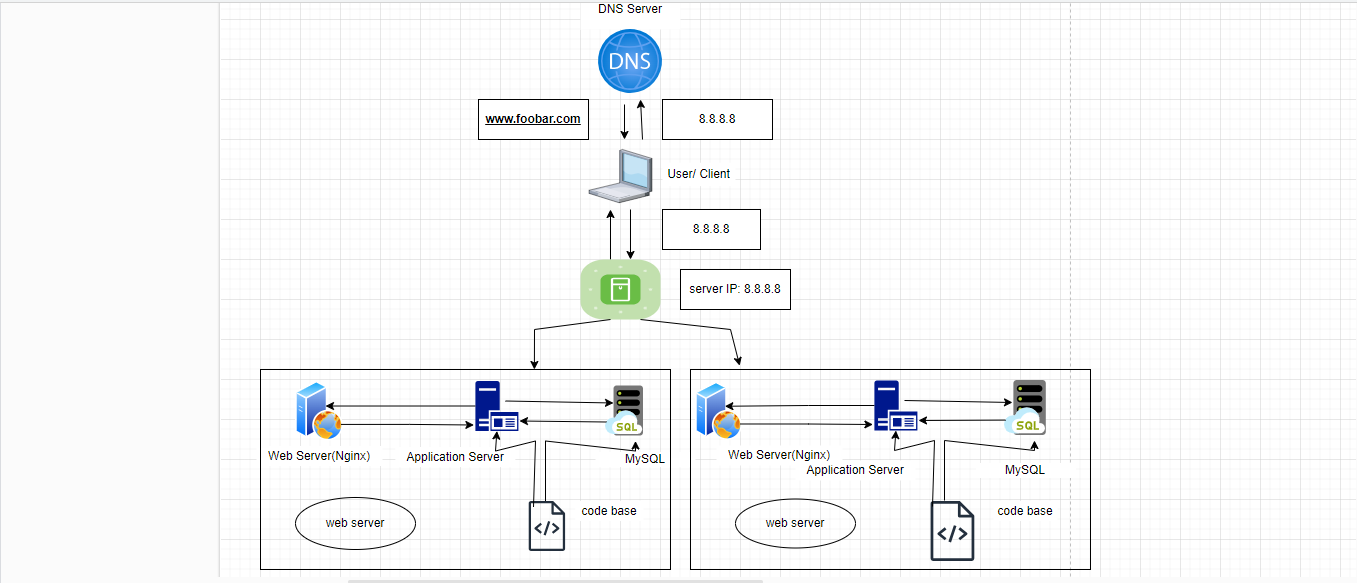 DNS Server
DNS
www.foobar.com
8.8.8.8
User/ Client
8.8.8.8
server IP: 8.8.8.8
SQL
Web Server(Nginx)
Application Server
MySQL
web server
code base
SQL
Web Server(Nginx)
Application Server
MySQL
web server
code base